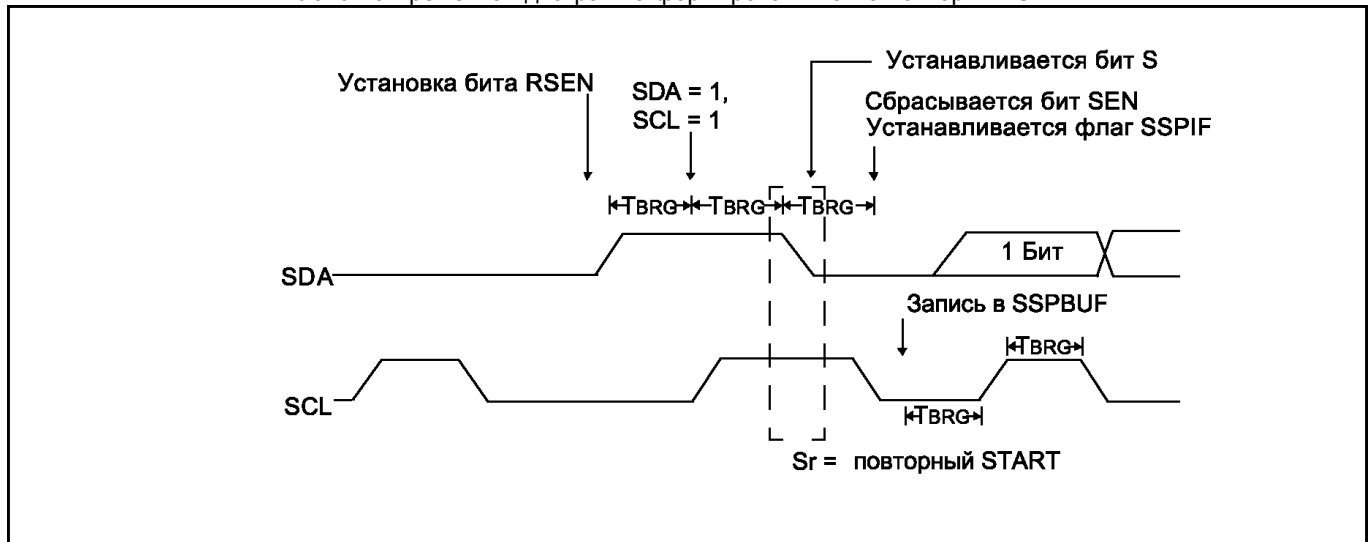 Установка бита RSEN
SDA = 1,
SCL = 1
Устанавливается бит S
Сбрасывается бит SEN
Устанавливается флаг SSPIF
TBRG TBRG TBRG
SDA
1 Бит
Запись в SSPBUF
TBRG
SCL
TBRG
Sr = повторный START